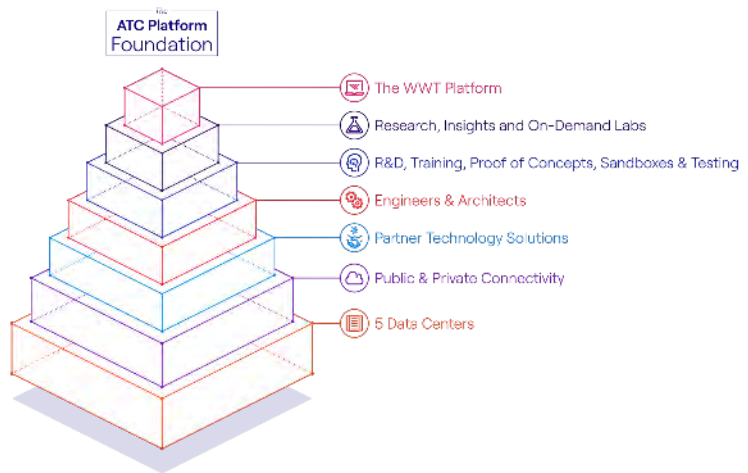 The
ATC Platform
Foundation
The WWT Platform
Research, Insights and On-Demand Labs
R&D, Training, Proof of Concepts, Sandboxes & Testing
Engineers & Architects
Partner Technology Solutions
Public & Private Connectivity
5 Data Centers